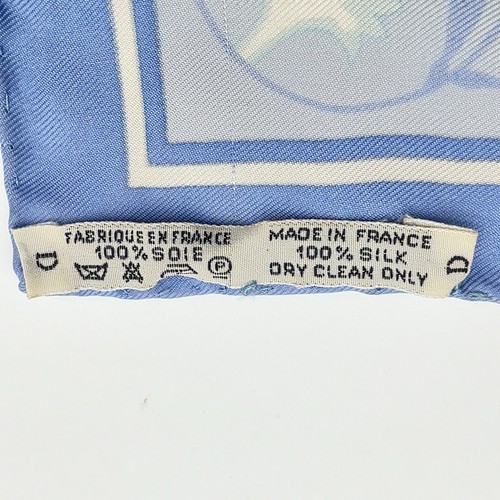 D
FABRIQUE EN FRANCE
100% SOIE
P
MADE IN FRANCE
100% SILK
DRY CLEAN ONLY
D